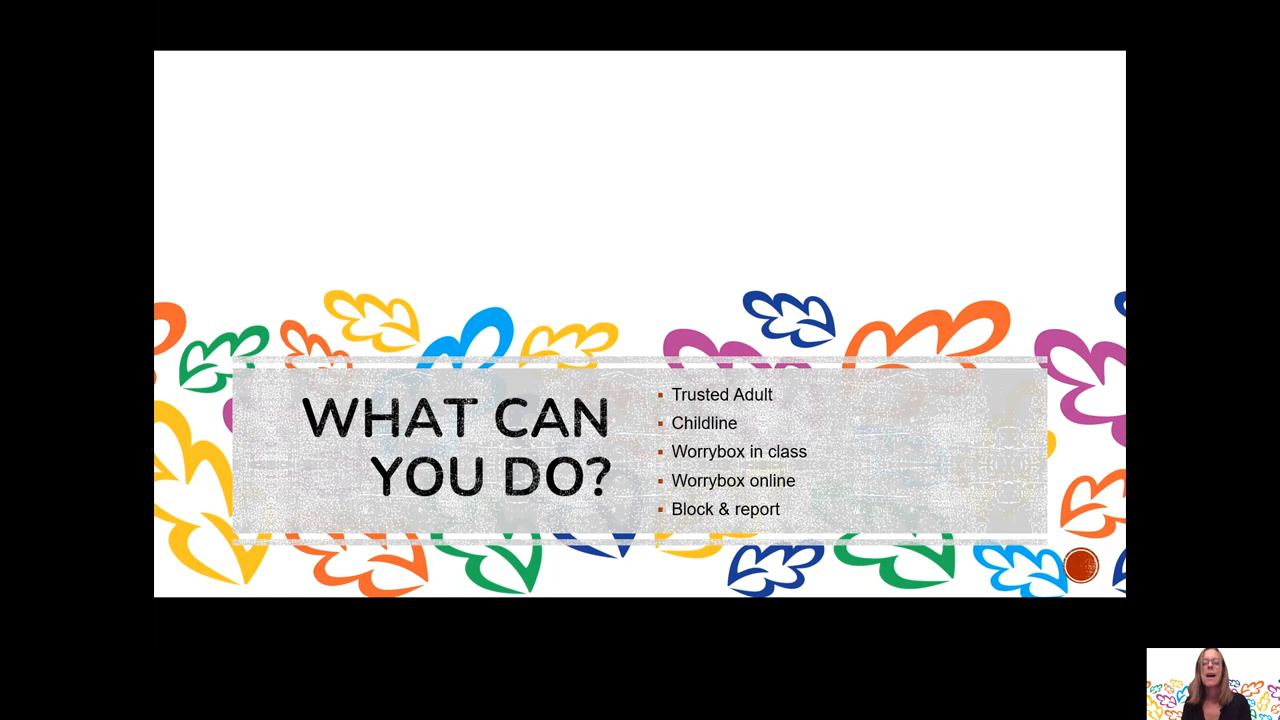 WHAT CAN
YOU DO?
Trusted Adult
Childline
Worrybox in class
Worrybox online
Block & report